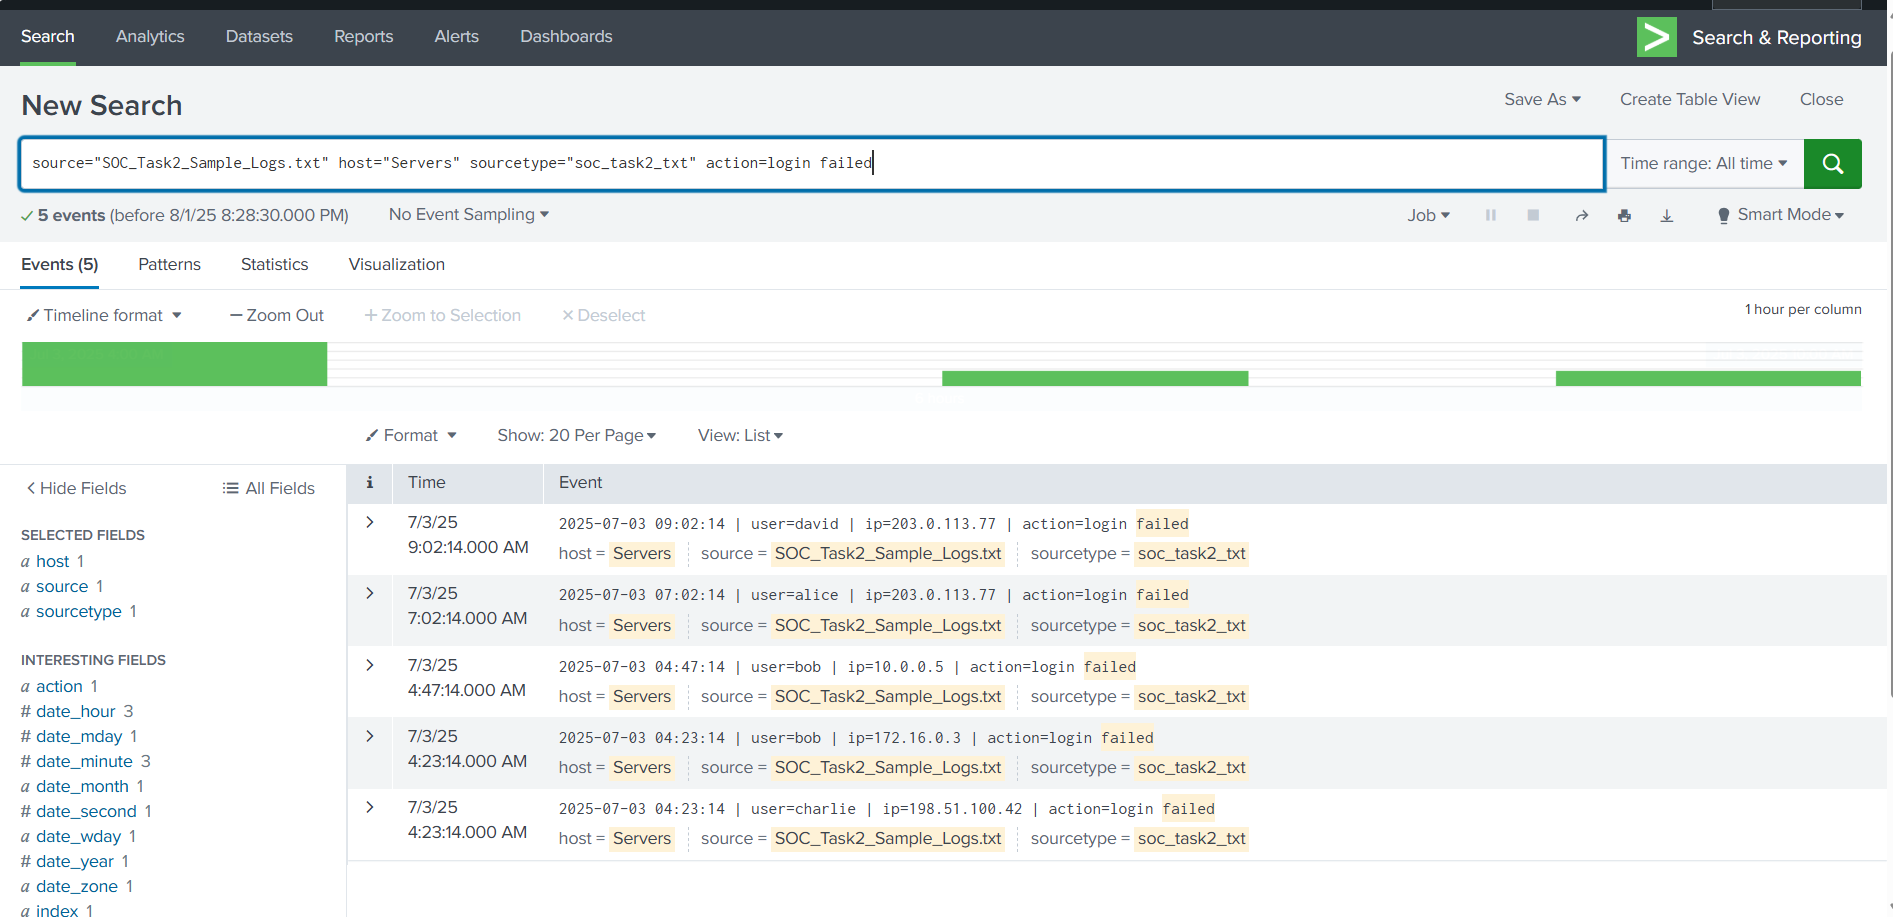 Search Analytics Datasets Reports Alerts Dashboards Search & Reporting
New Search
Save As Create Table View Close
source="SOC_Task2_Sample_Logs.txt" host="Servers" sourcetype="soc_task2_txt" action=login failed
Time range: All time
✓ 5 events (before 8/1/25 8:28:30.000 PM) No Event Sampling
Job Smart Mode
Events (5) Patterns Statistics Visualization
Timeline format — Zoom Out + Zoom to Selection × Deselect
1 hour per column
Format Show: 20 Per Page View: List
< Hide Fields All Fields
i Time Event
SELECTED FIELDS
a host 1
a source 1
a sourcetype 1
INTERESTING FIELDS
a action 1
# date_hour 3
# date_mday 1
# date_minute 3
a date_month 1
# date_second 1
a date_wday 1
# date_year 1
a date_zone 1
a index 1
> 7/3/25
9:02:14.000 AM
2025-07-03 09:02:14 | user=david | ip=203.0.113.77 | action=login failed
host = Servers source = SOC_Task2_Sample_Logs.txt sourcetype = soc_task2_txt
> 7/3/25
7:02:14.000 AM
2025-07-03 07:02:14 | user=alice | ip=203.0.113.77 | action=login failed
host = Servers source = SOC_Task2_Sample_Logs.txt sourcetype = soc_task2_txt
> 7/3/25
4:47:14.000 AM
2025-07-03 04:47:14 | user=bob | ip=10.0.0.5 | action=login failed
host = Servers source = SOC_Task2_Sample_Logs.txt sourcetype = soc_task2_txt
> 7/3/25
4:23:14.000 AM
2025-07-03 04:23:14 | user=bob | ip=172.16.0.3 | action=login failed
host = Servers source = SOC_Task2_Sample_Logs.txt sourcetype = soc_task2_txt
> 7/3/25
4:23:14.000 AM
2025-07-03 04:23:14 | user=charlie | ip=198.51.100.42 | action=login failed
host = Servers source = SOC_Task2_Sample_Logs.txt sourcetype = soc_task2_txt